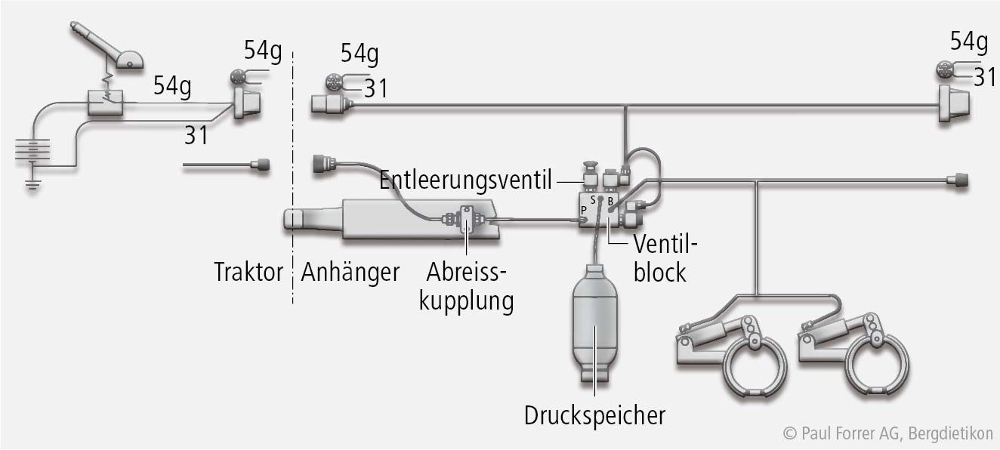 54g
54g
54g
54g
31
31
31
Entleerungsventil
S
B
P
Traktor
Anhänger
Abreiss-
kupplung
Ventil-
block
Druckspeicher
© Paul Forrer AG, Bergdietikon